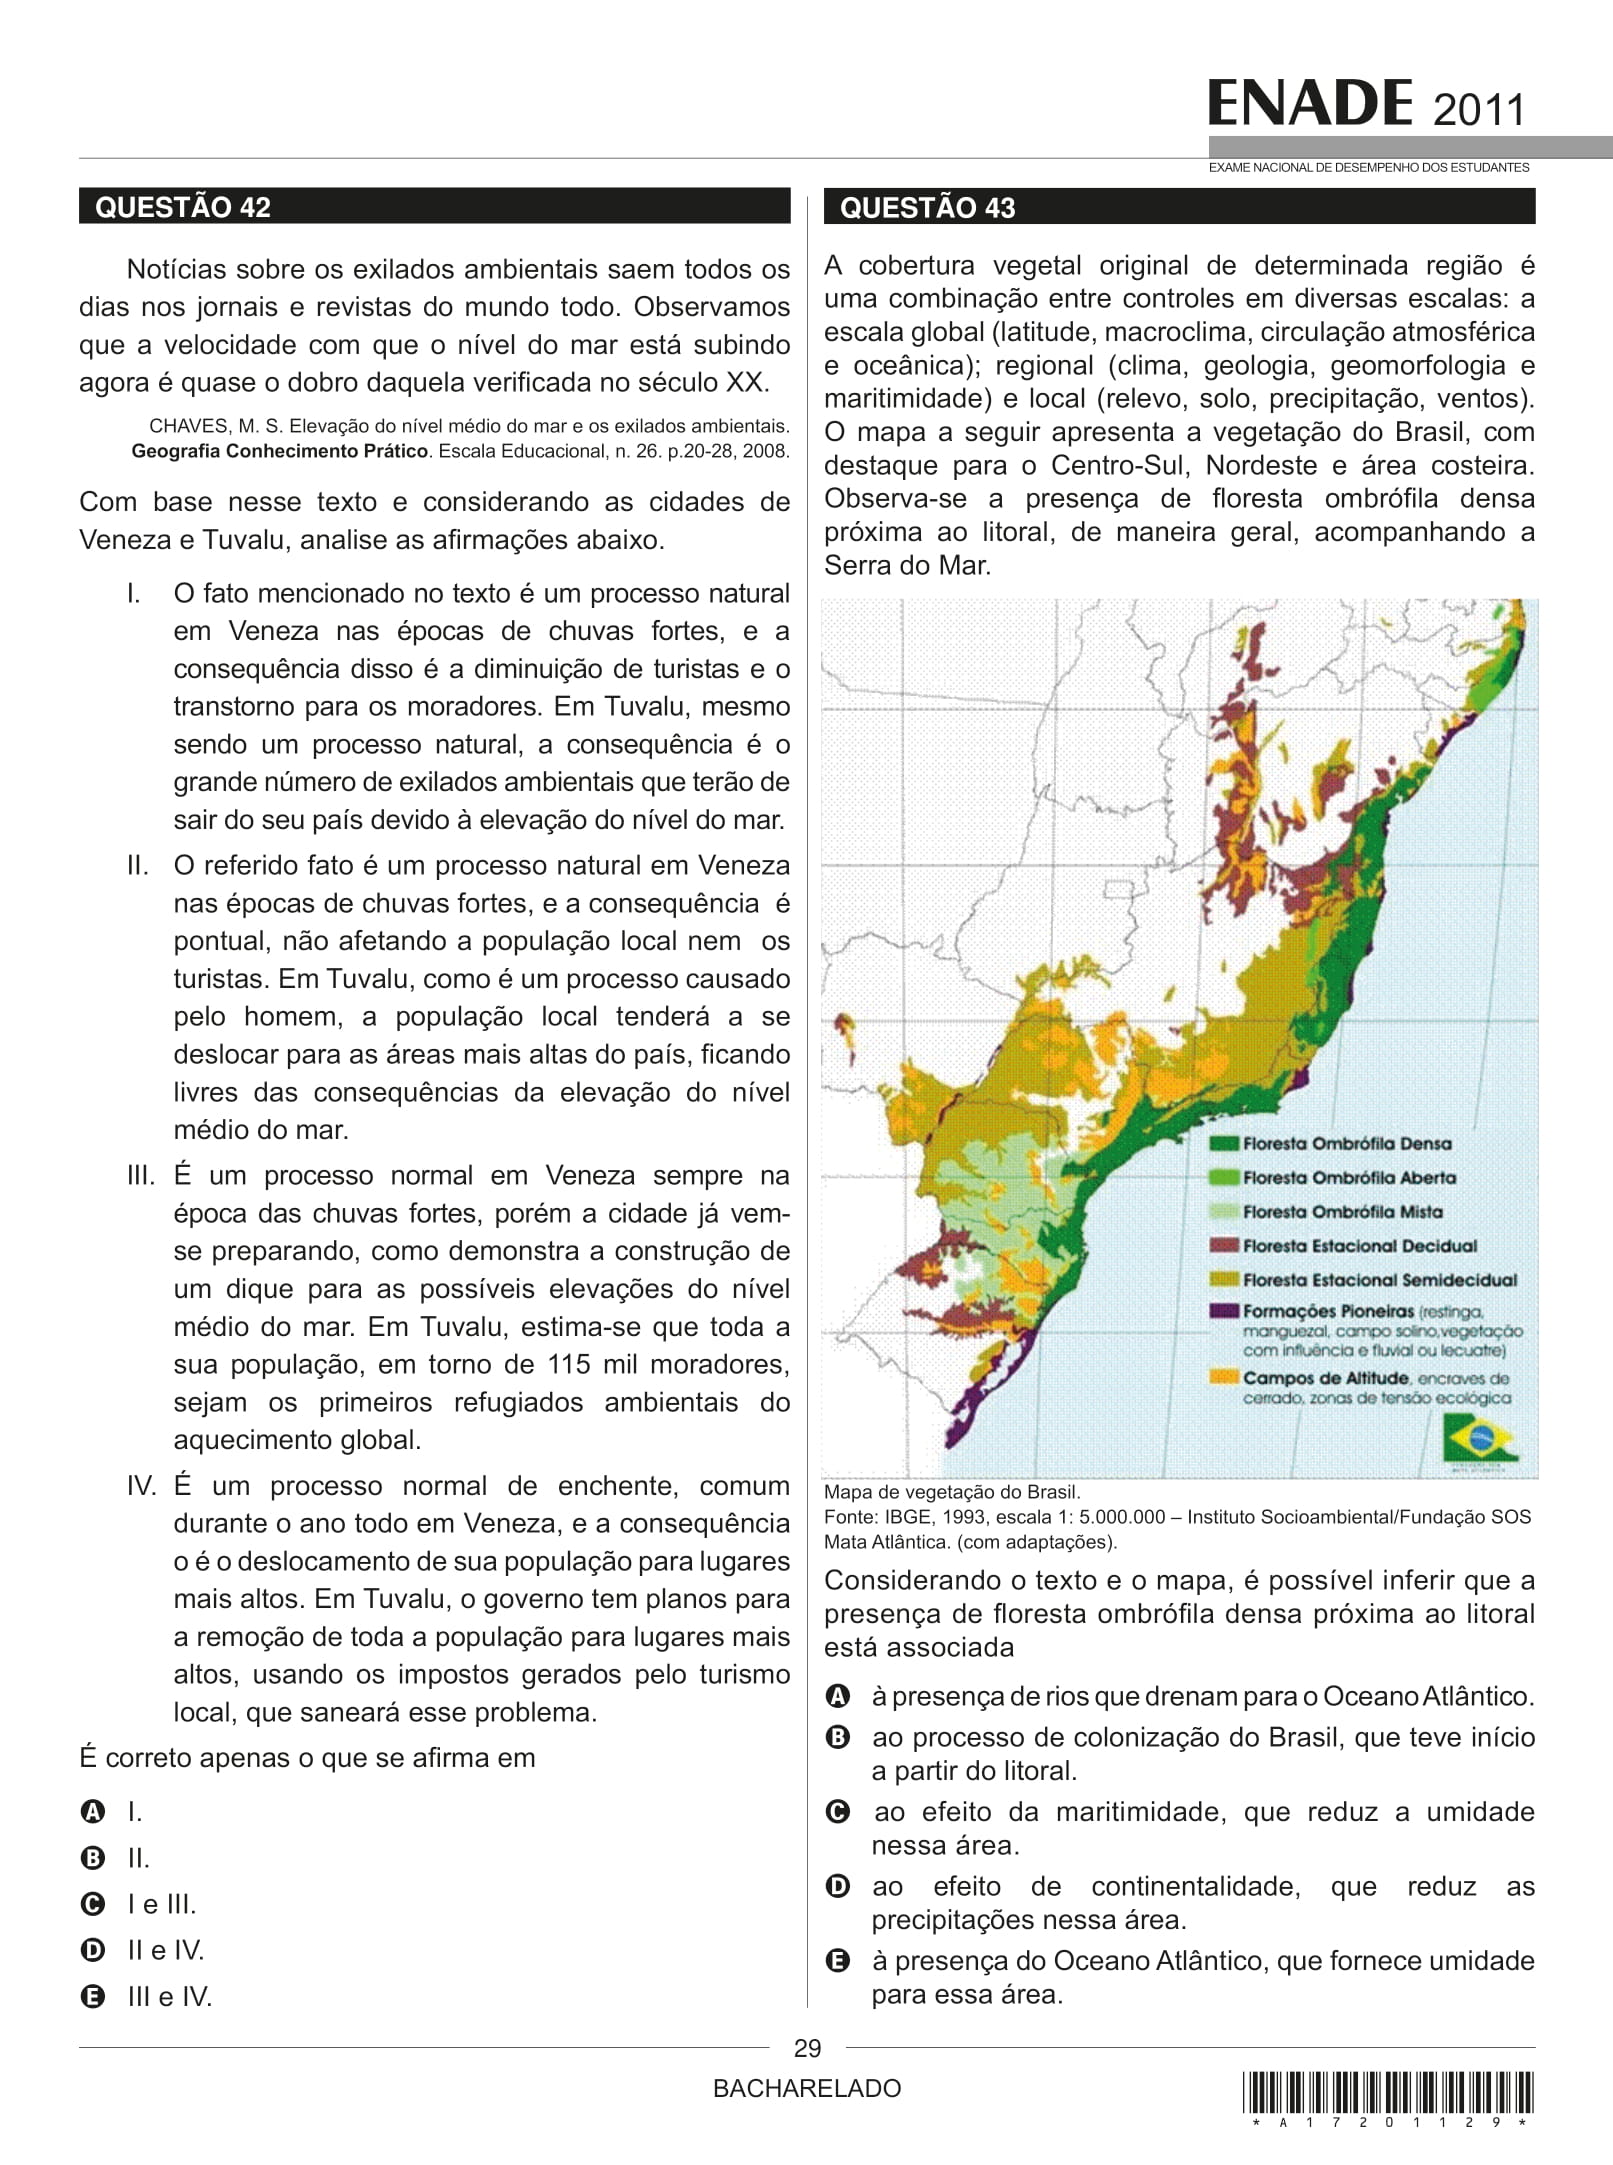 ENADE 2011
EXAME NACIONAL DE DESEMPENHO DOS ESTUDANTES
QUESTÃO 42
Notícias sobre os exilados ambientais saem todos os
dias nos jornais e revistas do mundo todo. Observamos
que a velocidade com que o nível do mar está subindo
agora é quase o dobro daquela verificada no século XX.
CHAVES, M. S. Elevação do nível médio do mar e os exilados ambientais.
Geografia Conhecimento Prático. Escala Educacional, n. 26. p.20-28, 2008.
Com base nesse texto e considerando as cidades de
Veneza e Tuvalu, analise as afirmações abaixo.
I. O fato mencionado no texto é um processo natural
em Veneza nas épocas de chuvas fortes, e a
consequência disso é a diminuição de turistas e o
transtorno para os moradores. Em Tuvalu, mesmo
sendo um processo natural, a consequência é o
grande número de exilados ambientais que terão de
sair do seu país devido à elevação do nível do mar.
II. O referido fato é um processo natural em Veneza
nas épocas de chuvas fortes, e a consequência é
pontual, não afetando a população local nem os
turistas. Em Tuvalu, como é um processo causado
pelo homem, a população local tenderá a se
deslocar para as áreas mais altas do país, ficando
livres das consequências da elevação do nível
médio do mar.
III. É um processo normal em Veneza sempre na
época das chuvas fortes, porém a cidade já vem-
se preparando, como demonstra a construção de
um dique para as possíveis elevações do nível
médio do mar. Em Tuvalu, estima-se que toda a
sua população, em torno de 115 mil moradores,
sejam os primeiros refugiados ambientais do
aquecimento global.
IV. É um processo normal de enchente, comum
durante o ano todo em Veneza, e a consequência
o é o deslocamento de sua população para lugares
mais altos. Em Tuvalu, o governo tem planos para
a remoção de toda a população para lugares mais
altos, usando os impostos gerados pelo turismo
local, que saneará esse problema.
É correto apenas o que se afirma em
A I.
B II.
C I e III.
D II e IV.
E III e IV.
QUESTÃO 43
A cobertura vegetal original de determinada região é
uma combinação entre controles em diversas escalas: a
escala global (latitude, macroclima, circulação atmosférica
e oceânica); regional (clima, geologia, geomorfologia e
maritimidade) e local (relevo, solo, precipitação, ventos).
O mapa a seguir apresenta a vegetação do Brasil, com
destaque para o Centro-Sul, Nordeste e área costeira.
Observa-se a presença de floresta ombrófila densa
próxima ao litoral, de maneira geral, acompanhando a
Serra do Mar.
Floresta Ombrófila Densa
Floresta Ombrófila Aberta
Floresta Ombrófila Mista
Floresta Estacional Decidual
Floresta Estacional Semidecidual
Formações Pioneiras (restinga,
manguezal, campo salino,vegetação
com influência e fluvial ou lecuatre)
Campos de Altitude, encraves de
cerrado, zonas de tensão ecológica
Mapa de vegetação do Brasil.
Fonte: IBGE, 1993, escala 1: 5.000.000 – Instituto Socioambiental/Fundação SOS
Mata Atlântica. (com adaptações).
Considerando o texto e o mapa, é possível inferir que a
presença de floresta ombrófila densa próxima ao litoral
está associada
A à presença de rios que drenam para o Oceano Atlântico.
B ao processo de colonização do Brasil, que teve início
a partir do litoral.
C ao efeito da maritimidade, que reduz a umidade
nessa área.
D ao efeito de continentalidade, que reduz as
precipitações nessa área.
E à presença do Oceano Atlântico, que fornece umidade
para essa área.
29
BACHARELADO
* A 1 7 2 0 1 1 2 9 *